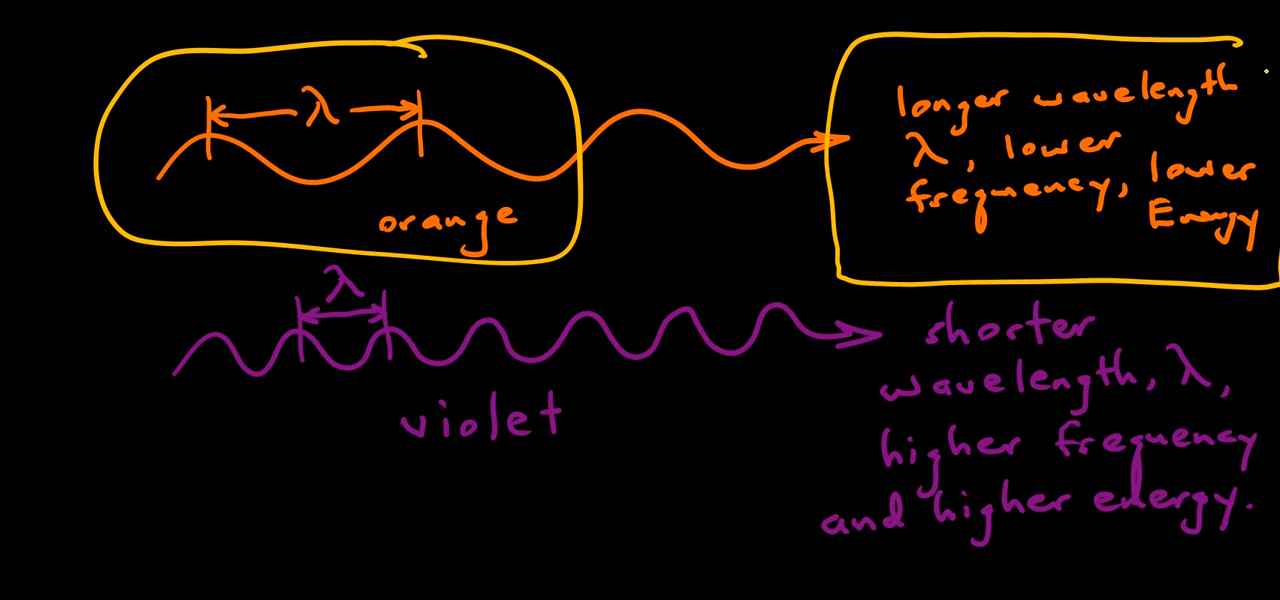 λ
longer wavelength
λ, lower
frequency, lower
Energy
orange
λ
shorter
wavelength, λ,
violet
higher frequency
and higher energy.